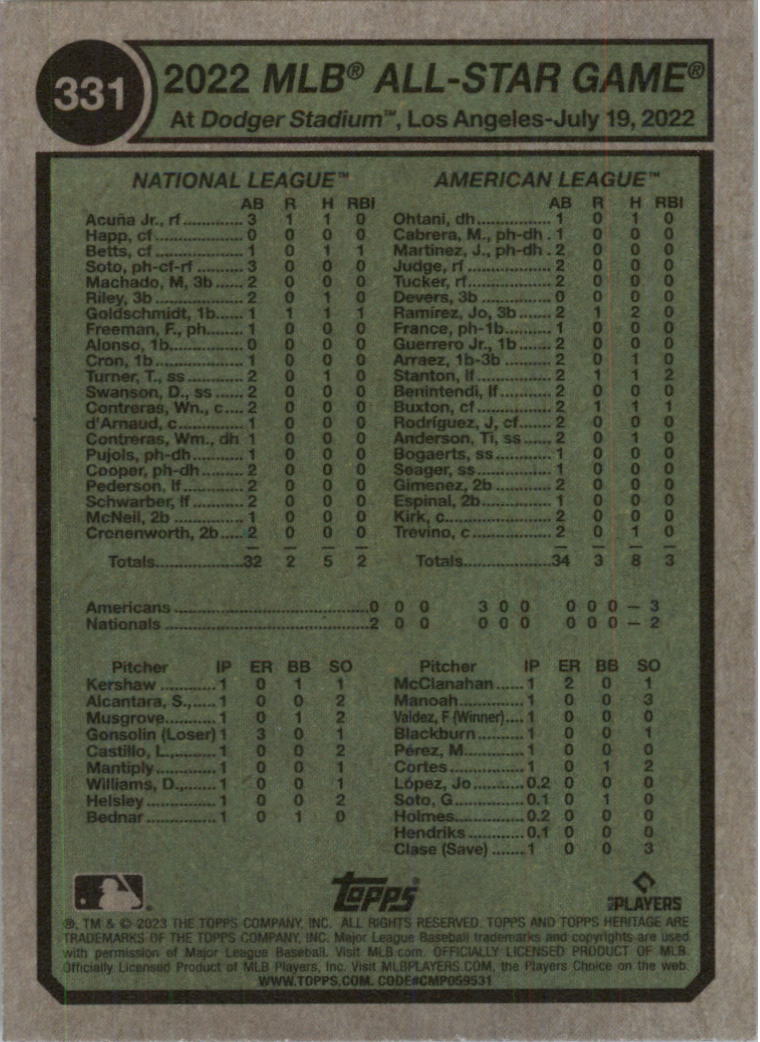 331
2022 MLB® ALL-STAR GAME®
At Dodger Stadium™, Los Angeles-July 19, 2022
NATIONAL LEAGUE™
AB R H RBI
Acuña Jr., rf 3 1 1 0
Happ, cf 0 0 0 0
Betts, cf 1 0 1 1
Soto, ph-cf-rf 3 0 0 0
Machado, M, 3b 2 0 0 0
Riley, 3b 2 0 1 0
Goldschmidt, 1b 1 1 1 1
Freeman, F., ph 1 0 0 0
Alonso, 1b 0 0 0 0
Cron, 1b 1 0 0 0
Turner, T., ss 2 0 1 0
Swanson, D., ss 2 0 0 0
Contreras, Wn., c 2 0 0 0
d'Arnaud, c 1 0 0 0
Contreras, Wm., dh 1 0 0 0
Pujols, ph-dh 1 0 0 0
Cooper, ph-dh 2 0 0 0
Pederson, lf 2 0 0 0
Schwarber, lf 2 0 0 0
McNeil, 2b 1 0 0 0
Cronenworth, 2b 2 0 0 0
Totals 32 2 5 2
AMERICAN LEAGUE™
AB R H RBI
Ohtani, dh 1 0 1 0
Cabrera, M., ph-dh 1 0 0 0
Martinez, J., ph-dh 2 0 0 0
Judge, rf 2 0 0 0
Tucker, rf 2 0 0 0
Devers, 3b 0 0 0 0
Ramírez, Jo, 3b 2 1 2 0
France, ph-1b 1 0 0 0
Guerrero Jr., 1b 2 0 0 0
Arraez, 1b-3b 2 0 1 0
Stanton, lf 2 1 1 2
Benintendi, lf 2 0 0 0
Buxton, cf 2 1 1 1
Rodríguez, J, cf 2 0 0 0
Anderson, Ti, ss 2 0 1 0
Bogaerts, ss 1 0 0 0
Seager, ss 1 0 0 0
Gimenez, 2b 2 0 0 0
Espinal, 2b 1 0 0 0
Kirk, c 2 0 0 0
Trevino, c 2 0 1 0
Totals 34 3 8 3
Americans 0 0 0 3 0 0 0 0 0 – 3
Nationals 2 0 0 0 0 0 0 0 0 – 2
Pitcher IP ER BB SO
Kershaw 1 0 1 1
Alcantara, S., 1 0 0 2
Musgrove 1 0 1 2
Gonsolin (Loser) 1 3 0 1
Castillo, L., 1 0 0 2
Mantiply 1 0 0 1
Williams, D., 1 0 0 1
Helsley 1 0 0 2
Bednar 1 0 1 0
Pitcher IP ER BB SO
McClanahan 1 2 0 1
Manoah 1 0 0 3
Valdez, F (Winner) 1 0 0 0
Blackburn 1 0 0 1
Pérez, M 1 0 0 0
Cortes 1 0 1 2
López, Jo 0.2 0 0 0
Soto, G 0.1 0 1 0
Holmes 0.2 0 0 0
Hendriks 0.1 0 0 0
Clase (Save) 1 0 0 3
Topps
PLAYERS
®, TM & © 2023 THE TOPPS COMPANY, INC. ALL RIGHTS RESERVED. TOPPS AND TOPPS HERITAGE ARE
TRADEMARKS OF THE TOPPS COMPANY, INC. Major League Baseball trademarks and copyrights are used
with permission of Major League Baseball. Visit MLB.com. OFFICIALLY LICENSED PRODUCT OF MLB.
Officially Licensed Product of MLB Players, Inc. Visit MLBPLAYERS.COM, the Players Choice on the web.
WWW.TOPPS.COM. CODE#CMP059531